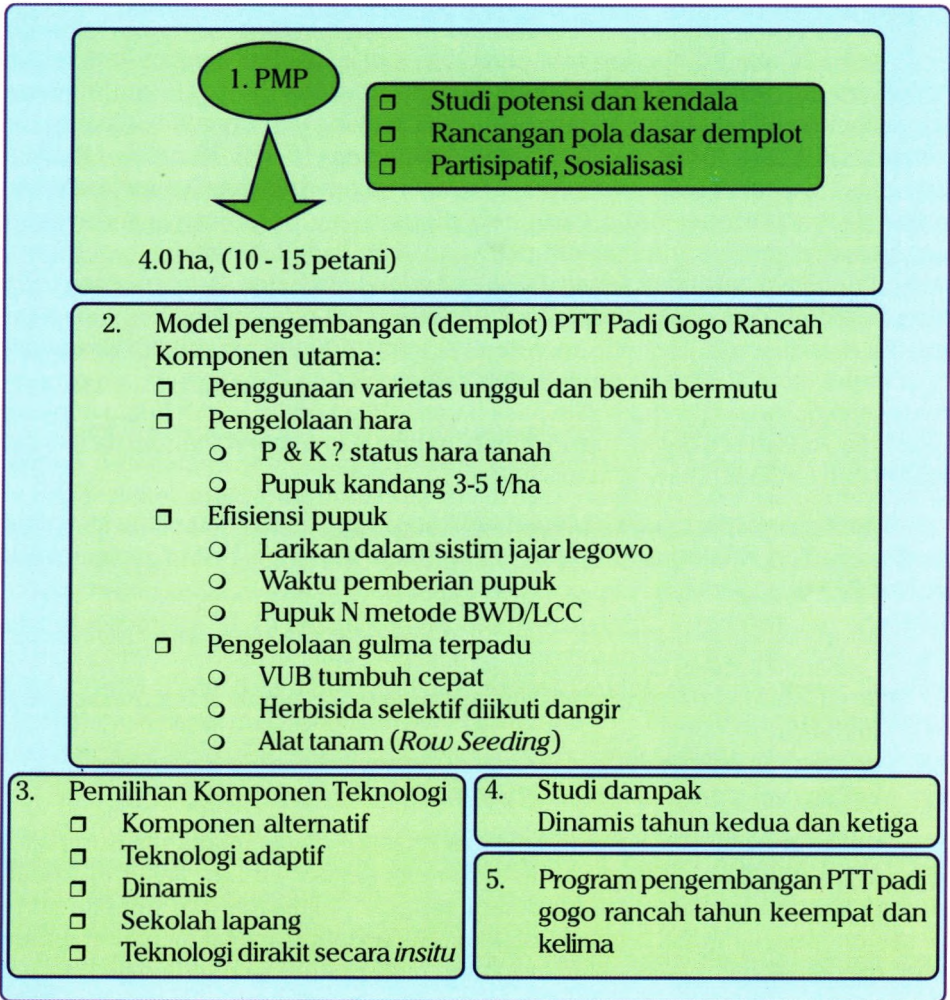 1. PMP
❒ Studi potensi dan kendala
❒ Rancangan pola dasar demplot
❒ Partisipatif, Sosialisasi
4.0 ha, (10 - 15 petani)
2. Model pengembangan (demplot) PTT Padi Gogo Rancah
Komponen utama:
❒ Penggunaan varietas unggul dan benih bermutu
❒ Pengelolaan hara
❍ P & K ? status hara tanah
❍ Pupuk kandang 3-5 t/ha
❒ Efisiensi pupuk
❍ Larikan dalam sistim jajar legowo
❍ Waktu pemberian pupuk
❍ Pupuk N metode BWD/LCC
❒ Pengelolaan gulma terpadu
❍ VUB tumbuh cepat
❍ Herbisida selektif diikuti dangir
❍ Alat tanam (Row Seeding)
3. Pemilihan Komponen Teknologi
❒ Komponen alternatif
❒ Teknologi adaptif
❒ Dinamis
❒ Sekolah lapang
❒ Teknologi dirakit secara insitu
4. Studi dampak
Dinamis tahun kedua dan ketiga
5. Program pengembangan PTT padi
gogo rancah tahun keempat dan
kelima